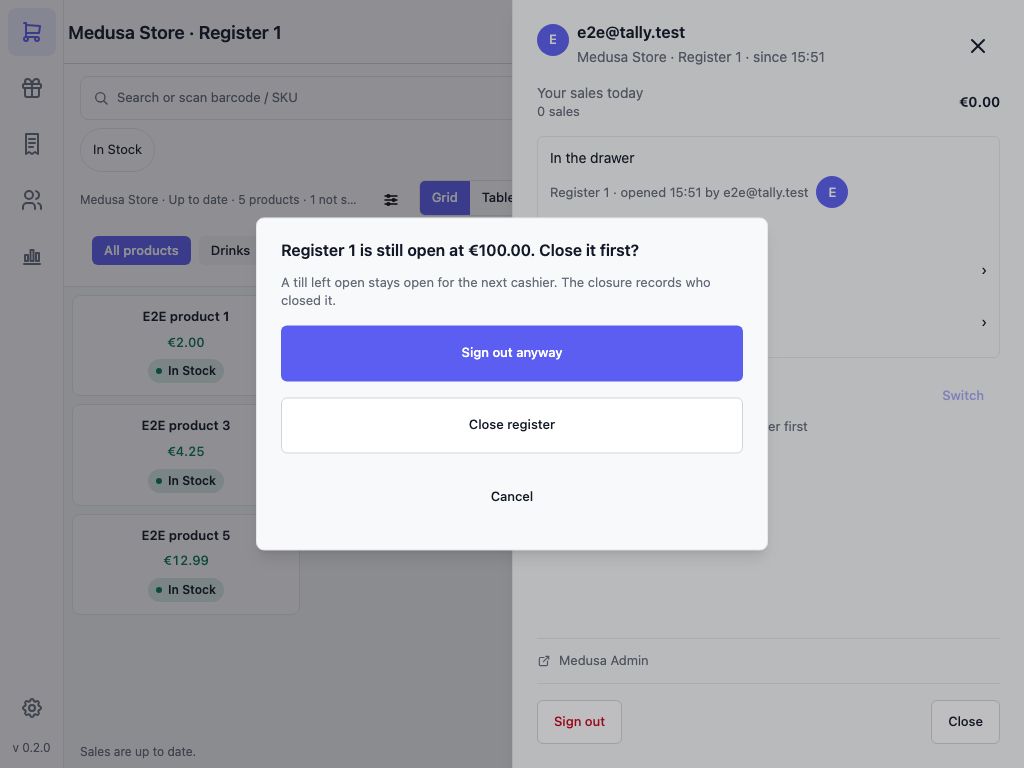 Medusa Store · Register 1
Search or scan barcode / SKU
In Stock
Medusa Store · Up to date · 5 products · 1 not s...
Grid
Table
All products
Drinks
E2E product 1
€2.00
In Stock
E2E product 3
€4.25
In Stock
E2E product 5
€12.99
In Stock
v 0.2.0
Sales are up to date.
E
e2e@tally.test
Medusa Store · Register 1 · since 15:51
Your sales today
0 sales
€0.00
In the drawer
Register 1 · opened 15:51 by e2e@tally.test
E
Switch
er first
Medusa Admin
Sign out
Close
Register 1 is still open at €100.00. Close it first?
A till left open stays open for the next cashier. The closure records who
closed it.
Sign out anyway
Close register
Cancel